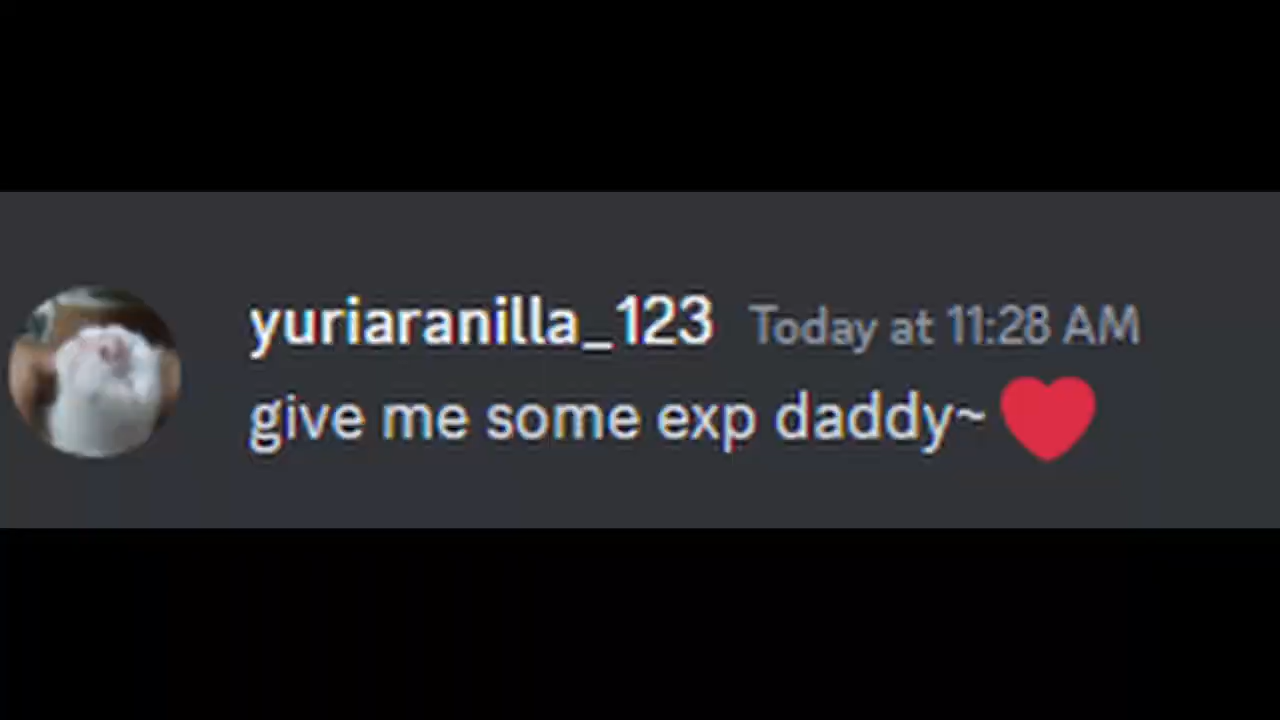 yuriaranilla_123 Today at 11:28 AM
give me some exp daddy~ ❤️